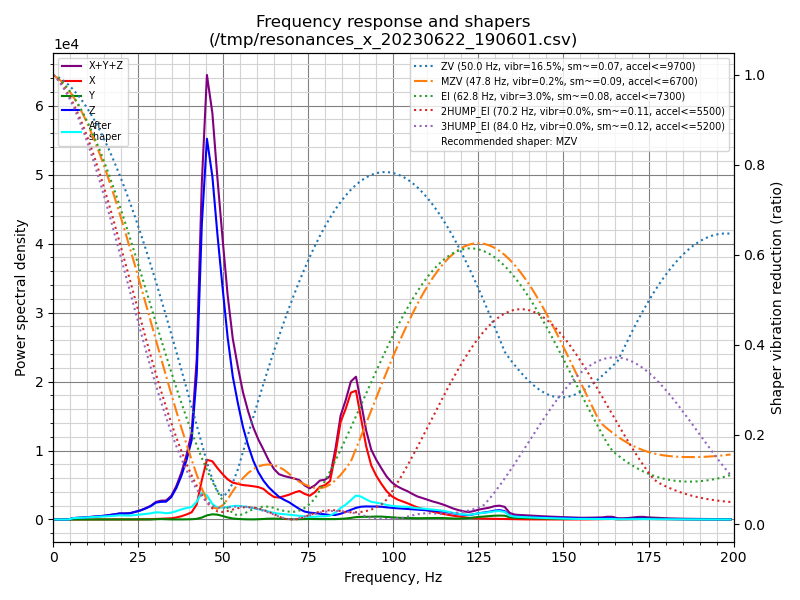 Frequency response and shapers
(/tmp/resonances_x_20230622_190601.csv)
1e4
X+Y+Z
X
Y
Z
After
shaper
ZV (50.0 Hz, vibr=16.5%, sm~=0.07, accel<=9700)
MZV (47.8 Hz, vibr=0.2%, sm~=0.09, accel<=6700)
EI (62.8 Hz, vibr=3.0%, sm~=0.08, accel<=7300)
2HUMP_EI (70.2 Hz, vibr=0.0%, sm~=0.11, accel<=5500)
3HUMP_EI (84.0 Hz, vibr=0.0%, sm~=0.12, accel<=5200)
Recommended shaper: MZV
Power spectral density
6
5
4
3
2
1
0
1.0
0.8
0.6
0.4
0.2
0.0
Shaper vibration reduction (ratio)
0 25 50 75 100 125 150 175 200
Frequency, Hz